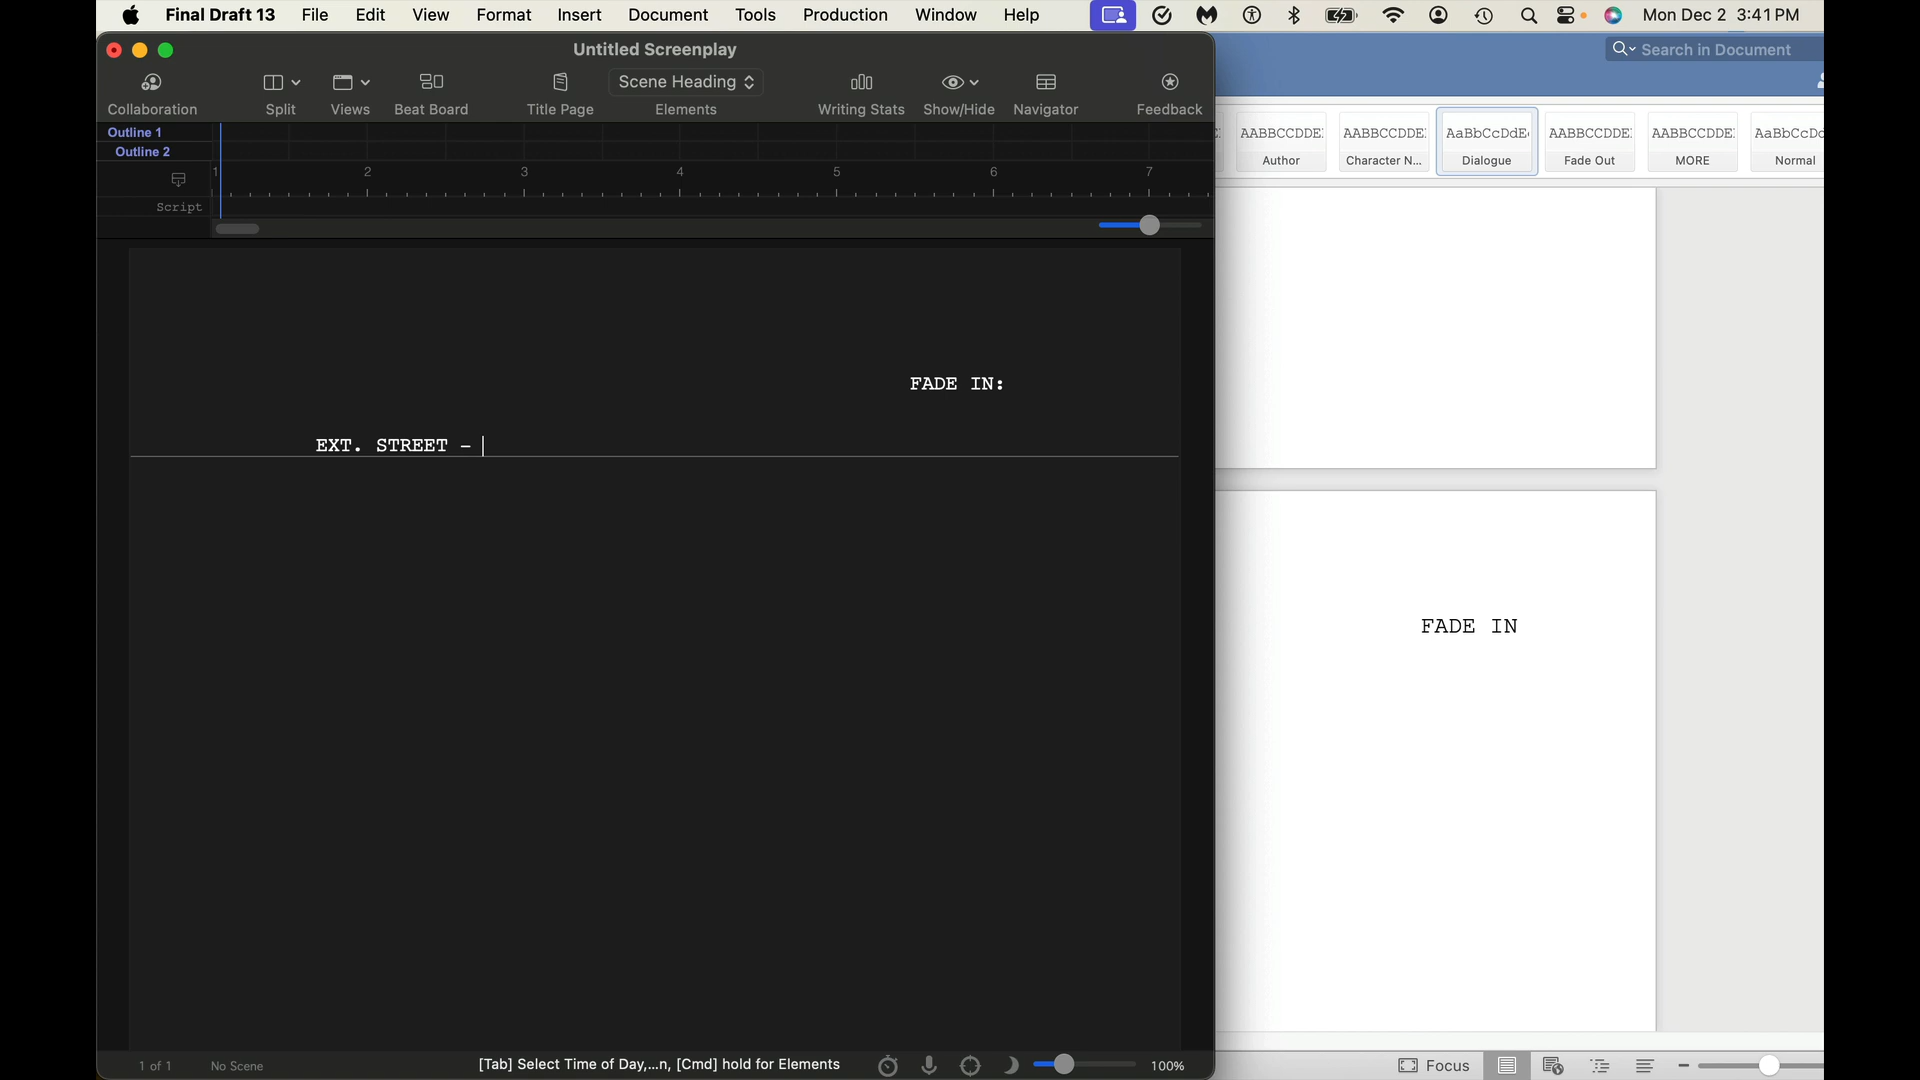 Final Draft 13 File Edit View Format Insert Document Tools Production Window Help Mon Dec 2 3:41 PM
Untitled Screenplay
Search in Document
Scene Heading
Collaboration Split Views Beat Board Title Page Elements Writing Stats Show/Hide Navigator Feedback
Outline 1
Outline 2
1 2 3 4 5 6 7
Script
AABBCCDDE AABBCCDDE AaBbCcDdE AABBCCDDE AABBCCDDE AaBbCcDd
Author Character N... Dialogue Fade Out MORE Normal
FADE IN:
EXT. STREET -
FADE IN
1 of 1 No Scene [Tab] Select Time of Day,...n, [Cmd] hold for Elements 100%
Focus